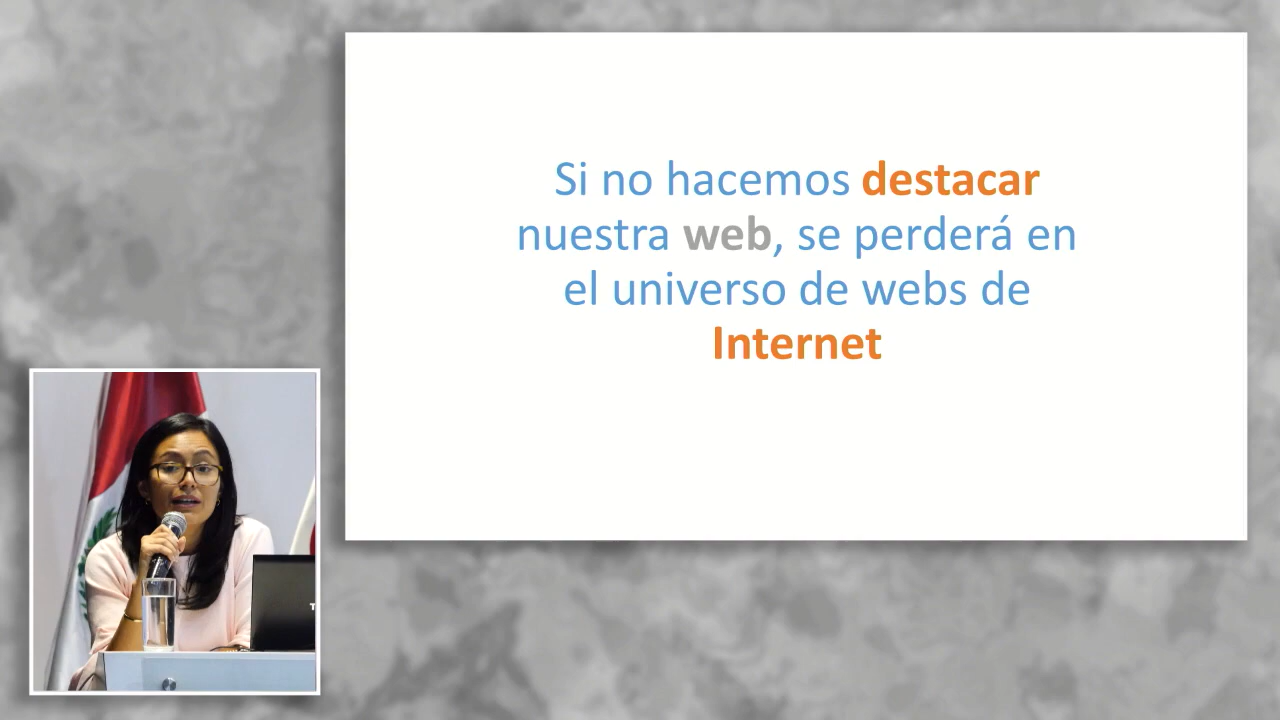 Si no hacemos destacar
nuestra web, se perderá en
el universo de webs de
Internet